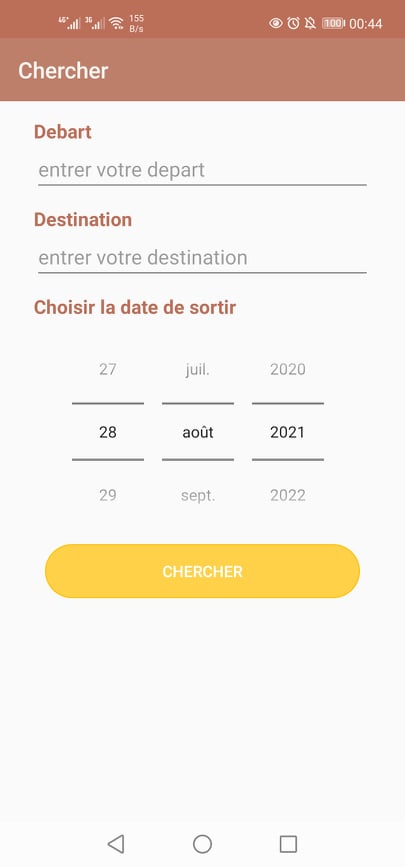 4G+ 3G 155 B/s 100 00:44
Chercher
Debart
entrer votre depart
Destination
entrer votre destination
Choisir la date de sortir
27 juil. 2020
28 août 2021
29 sept. 2022
CHERCHER